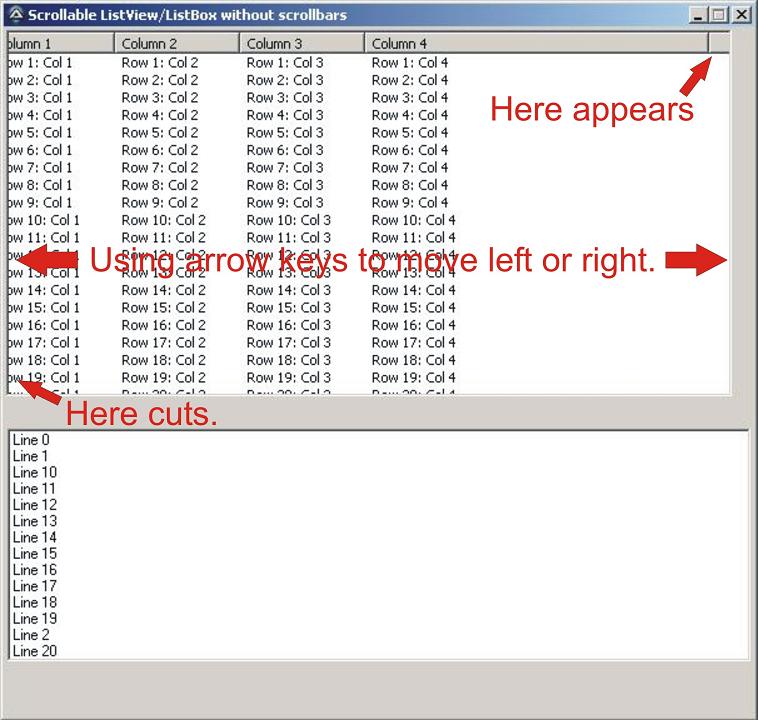 Scrollable ListView/ListBox without scrollbars
olumn 1 Column 2 Column 3 Column 4
ow 1: Col 1 Row 1: Col 2 Row 1: Col 3 Row 1: Col 4
ow 2: Col 1 Row 2: Col 2 Row 2: Col 3 Row 2: Col 4
ow 3: Col 1 Row 3: Col 2 Row 3: Col 3 Row 3: Col 4
Here appears
ow 4: Col 1 Row 4: Col 2 Row 4: Col 3 Row 4: Col 4
ow 5: Col 1 Row 5: Col 2 Row 5: Col 3 Row 5: Col 4
ow 6: Col 1 Row 6: Col 2 Row 6: Col 3 Row 6: Col 4
ow 7: Col 1 Row 7: Col 2 Row 7: Col 3 Row 7: Col 4
ow 8: Col 1 Row 8: Col 2 Row 8: Col 3 Row 8: Col 4
ow 9: Col 1 Row 9: Col 2 Row 9: Col 3 Row 9: Col 4
ow 10: Col 1 Row 10: Col 2 Row 10: Col 3 Row 10: Col 4
ow 11: Col 1 Row 11: Col 2 Row 11: Col 3 Row 11: Col 4
Using arrow keys to move left or right.
ow 13: Col 1 Row 13: Col 2 Row 13: Col 3 Row 13: Col 4
ow 14: Col 1 Row 14: Col 2 Row 14: Col 3 Row 14: Col 4
ow 15: Col 1 Row 15: Col 2 Row 15: Col 3 Row 15: Col 4
ow 16: Col 1 Row 16: Col 2 Row 16: Col 3 Row 16: Col 4
ow 17: Col 1 Row 17: Col 2 Row 17: Col 3 Row 17: Col 4
ow 18: Col 1 Row 18: Col 2 Row 18: Col 3 Row 18: Col 4
ow 19: Col 1 Row 19: Col 2 Row 19: Col 3 Row 19: Col 4
Here cuts.
Line 0
Line 1
Line 10
Line 11
Line 12
Line 13
Line 14
Line 15
Line 16
Line 17
Line 18
Line 19
Line 2
Line 20